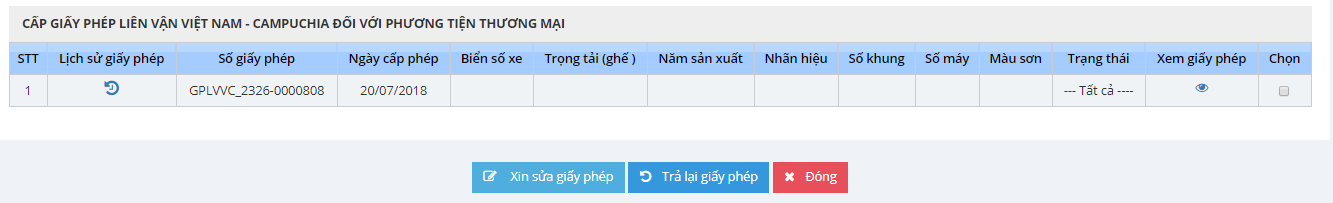 CẤP GIẤY PHÉP LIÊN VẬN VIỆT NAM - CAMPUCHIA ĐỐI VỚI PHƯƠNG TIỆN THƯƠNG MẠI
STT Lịch sử giấy phép Số giấy phép Ngày cấp phép Biển số xe Trọng tải (ghế ) Năm sản xuất Nhãn hiệu Số khung Số máy Màu sơn Trạng thái Xem giấy phép Chọn
1 GPLVVC_2326-0000808 20/07/2018 --- Tất cả ----
Xin sửa giấy phép Trả lại giấy phép Đóng